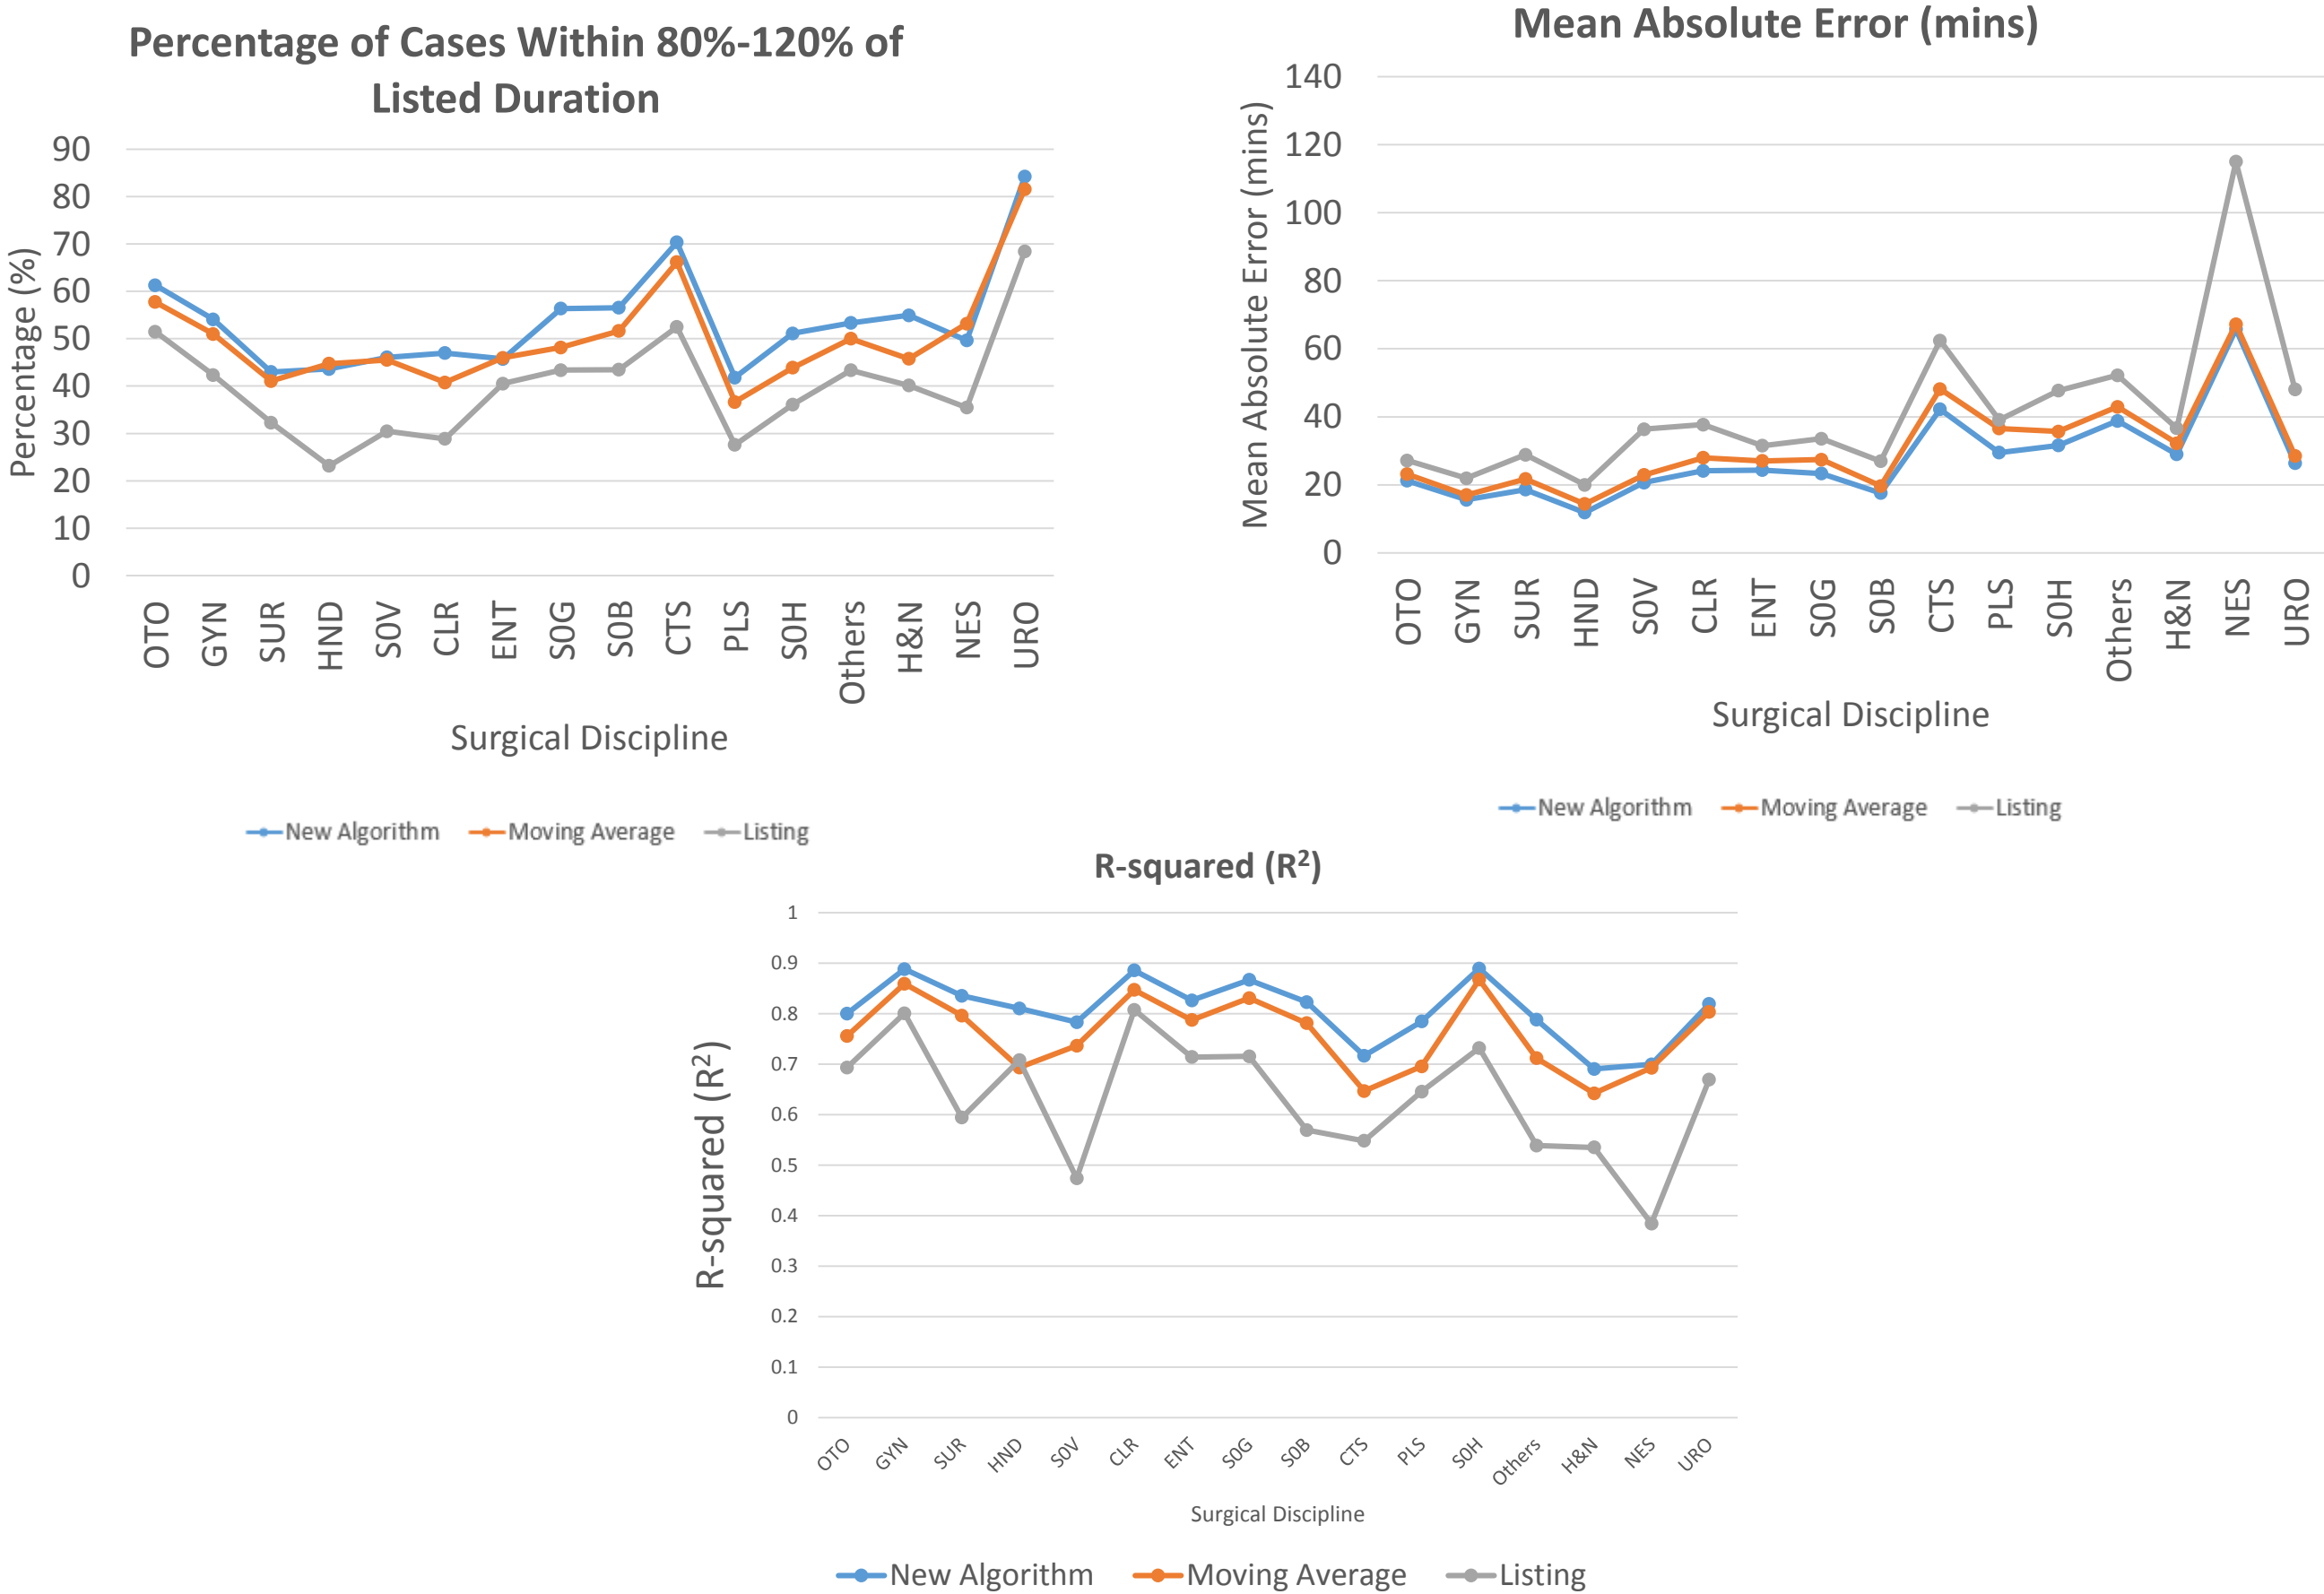 Percentage of Cases Within 80%-120% of
Listed Duration
Percentage (%)
90
80
70
60
50
40
30
20
10
0
OTO
GYN
SUR
HND
S0V
CLR
ENT
S0G
S0B
CTS
PLS
S0H
Others
H&N
NES
URO
Surgical Discipline
New Algorithm Moving Average Listing
Mean Absolute Error (mins)
Mean Absolute Error (mins)
140
120
100
80
60
40
20
0
OTO
GYN
SUR
HND
S0V
CLR
ENT
S0G
S0B
CTS
PLS
S0H
Others
H&N
NES
URO
Surgical Discipline
New Algorithm Moving Average Listing
R-squared (R²)
R-squared (R²)
1
0.9
0.8
0.7
0.6
0.5
0.4
0.3
0.2
0.1
0
OTO
GYN
SUR
HND
S0V
CLR
ENT
S0G
S0B
CTS
PLS
S0H
Others
H&N
NES
URO
Surgical Discipline
New Algorithm Moving Average Listing